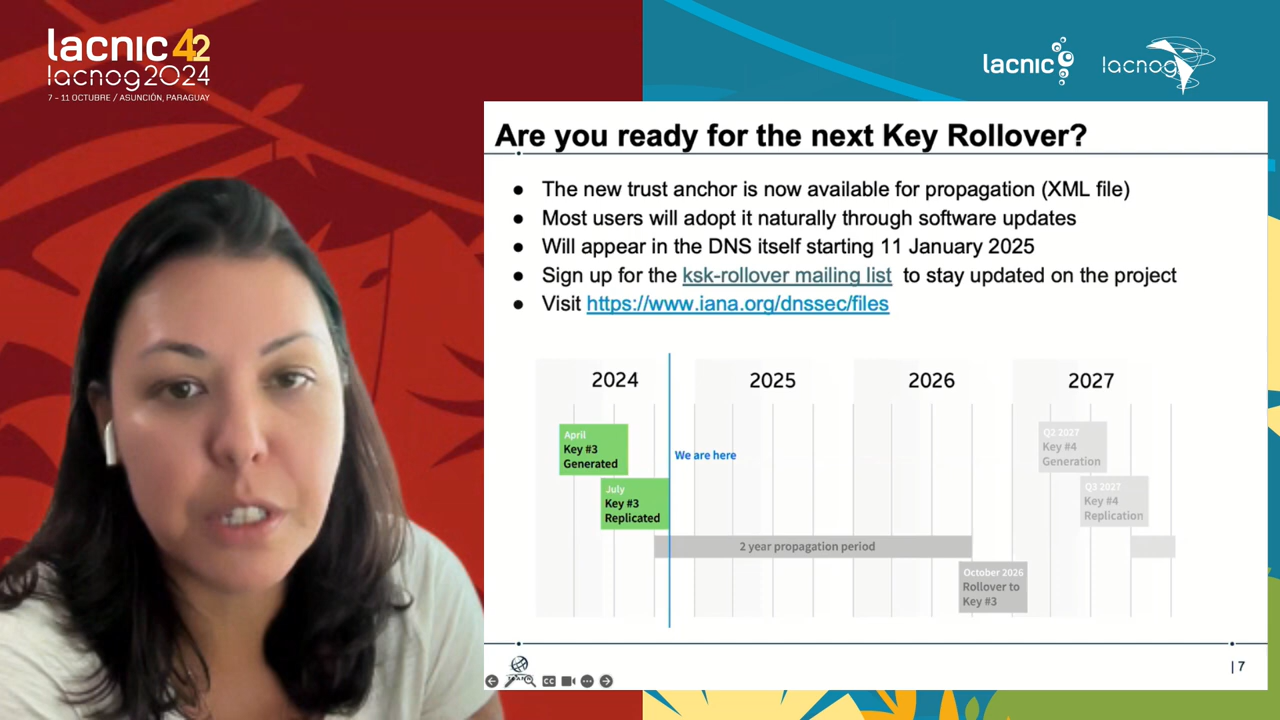 lacnic 42
lacnog2024
7 - 11 OCTUBRE / ASUNCIÓN, PARAGUAY
lacnic
lacnog
Are you ready for the next Key Rollover?
● The new trust anchor is now available for propagation (XML file)
● Most users will adopt it naturally through software updates
● Will appear in the DNS itself starting 11 January 2025
● Sign up for the ksk-rollover mailing list to stay updated on the project
● Visit https://www.iana.org/dnssec/files
2024 2025 2026 2027
April
Key #3
Generated
We are here
July
Key #3
Replicated
Q2 2027
Key #4
Generation
Q3 2027
Key #4
Replication
2 year propagation period
October 2026
Rollover to
Key #3
CC
| 7